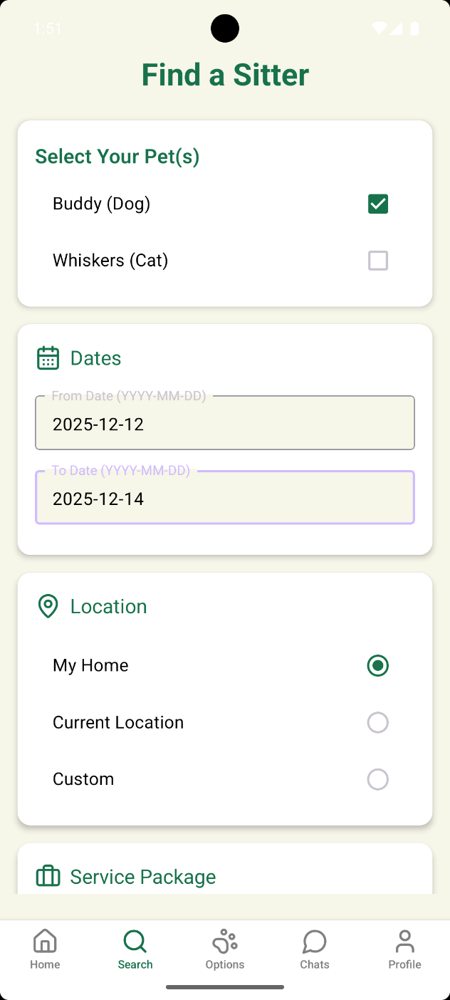 1:51
Find a Sitter
Select Your Pet(s)
Buddy (Dog)
Whiskers (Cat)
Dates
From Date (YYYY-MM-DD)
2025-12-12
To Date (YYYY-MM-DD)
2025-12-14
Location
My Home
Current Location
Custom
Service Package
Home Search Options Chats Profile